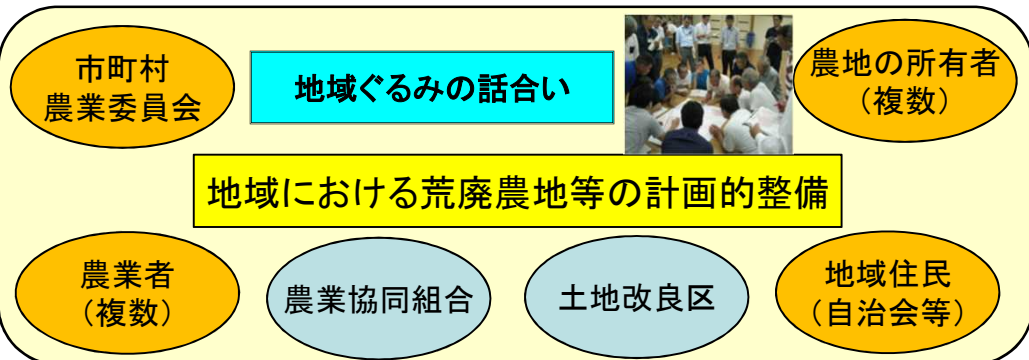 市町村
農業委員会
地域ぐるみの話合い
農地の所有者
（複数）
地域における荒廃農地等の計画的整備
農業者
（複数）
農業協同組合
土地改良区
地域住民
（自治会等）